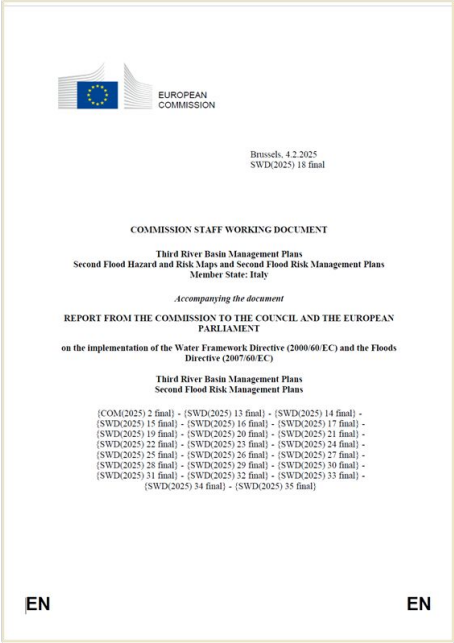 EUROPEAN
COMMISSION
Brussels, 4.2.2025
SWD(2025) 18 final
COMMISSION STAFF WORKING DOCUMENT
Third River Basin Management Plans
Second Flood Hazard and Risk Maps and Second Flood Risk Management Plans
Member State: Italy
Accompanying the document
REPORT FROM THE COMMISSION TO THE COUNCIL AND THE EUROPEAN
PARLIAMENT
on the implementation of the Water Framework Directive (2000/60/EC) and the Floods
Directive (2007/60/EC)
Third River Basin Management Plans
Second Flood Risk Management Plans
{COM(2025) 2 final} - {SWD(2025) 13 final} - {SWD(2025) 14 final} -
{SWD(2025) 15 final} - {SWD(2025) 16 final} - {SWD(2025) 17 final} -
{SWD(2025) 19 final} - {SWD(2025) 20 final} - {SWD(2025) 21 final} -
{SWD(2025) 22 final} - {SWD(2025) 23 final} - {SWD(2025) 24 final} -
{SWD(2025) 25 final} - {SWD(2025) 26 final} - {SWD(2025) 27 final} -
{SWD(2025) 28 final} - {SWD(2025) 29 final} - {SWD(2025) 30 final} -
{SWD(2025) 31 final} - {SWD(2025) 32 final} - {SWD(2025) 33 final} -
{SWD(2025) 34 final} - {SWD(2025) 35 final}
EN EN